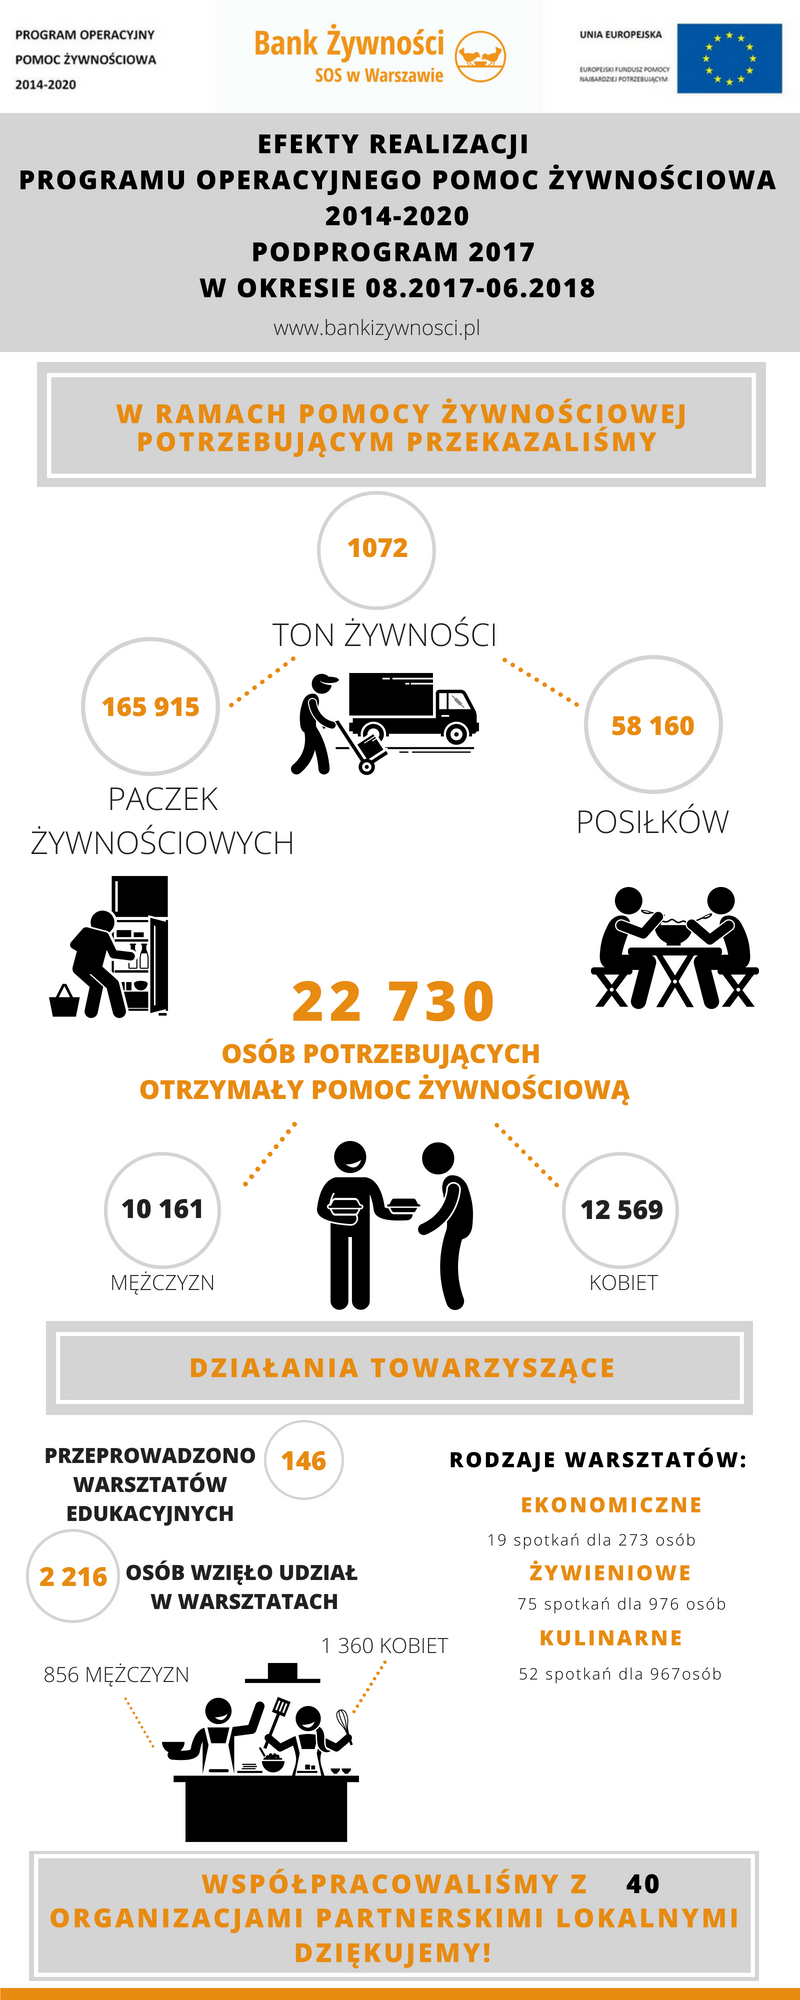 PROGRAM OPERACYJNY
POMOC ŻYWNOŚCIOWA
2014-2020
Bank Żywności
SOS w Warszawie
UNIA EUROPEJSKA
EUROPEJSKI FUNDUSZ POMOCY
NAJBARDZIEJ POTRZEBUJĄCYM
EFEKTY REALIZACJI
PROGRAMU OPERACYJNEGO POMOC ŻYWNOŚCIOWA
2014-2020
PODPROGRAM 2017
W OKRESIE 08.2017-06.2018
www.bankizywnosci.pl
W RAMACH POMOCY ŻYWNOŚCIOWEJ
POTRZEBUJĄCYM PRZEKAZALIŚMY
1072
TON ŻYWNOŚCI
165 915
PACZEK
ŻYWNOŚCIOWYCH
58 160
POSIŁKÓW
22 730
OSÓB POTRZEBUJĄCYCH
OTRZYMAŁY POMOC ŻYWNOŚCIOWĄ
10 161
MĘŻCZYZN
12 569
KOBIET
DZIAŁANIA TOWARZYSZĄCE
PRZEPROWADZONO
146
WARSZTATÓW
EDUKACYJNYCH
2 216
OSÓB WZIĘŁO UDZIAŁ
W WARSZTATACH
1 360 KOBIET
856 MĘŻCZYZN
RODZAJE WARSZTATÓW:
EKONOMICZNE
19 spotkań dla 273 osób
ŻYWIENIOWE
75 spotkań dla 976 osób
KULINARNE
52 spotkań dla 967osób
WSPÓŁPRACOWALIŚMY Z 40
ORGANIZACJAMI PARTNERSKIMI LOKALNYMI
DZIĘKUJEMY!